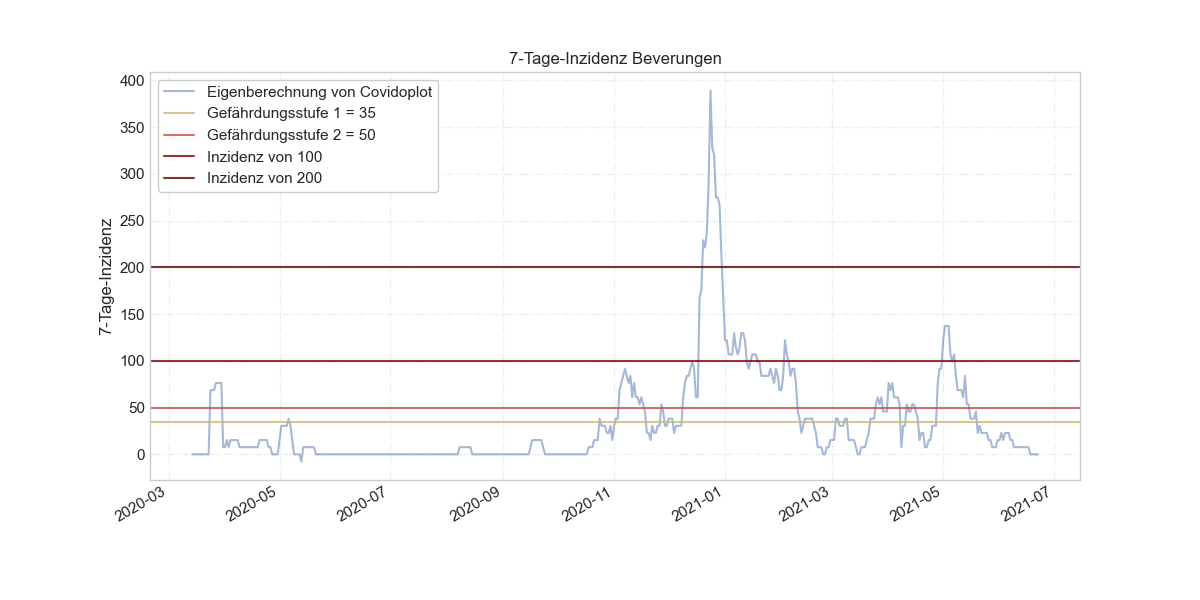 7-Tage-Inzidenz Beverungen
Eigenberechnung von Covidoplot
Gefährdungsstufe 1 = 35
Gefährdungsstufe 2 = 50
Inzidenz von 100
Inzidenz von 200
7-Tage-Inzidenz
400
350
300
250
200
150
100
50
0
2020-03
2020-05
2020-07
2020-09
2020-11
2021-01
2021-03
2021-05
2021-07